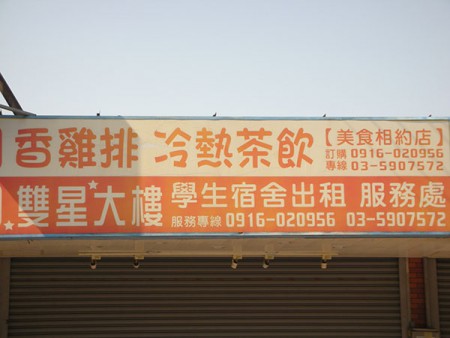 香雞排 冷熱茶飲【美食相約店】
訂購專線 0916-020956
03-5907572
雙星大樓 學生宿舍出租 服務處
服務專線 0916-020956 03-5907572